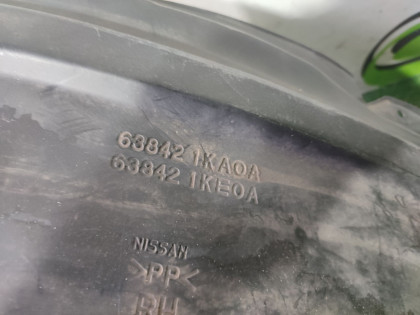 63842 1KA0A
63842 1KE0A
NISSAN
>PP<
RH